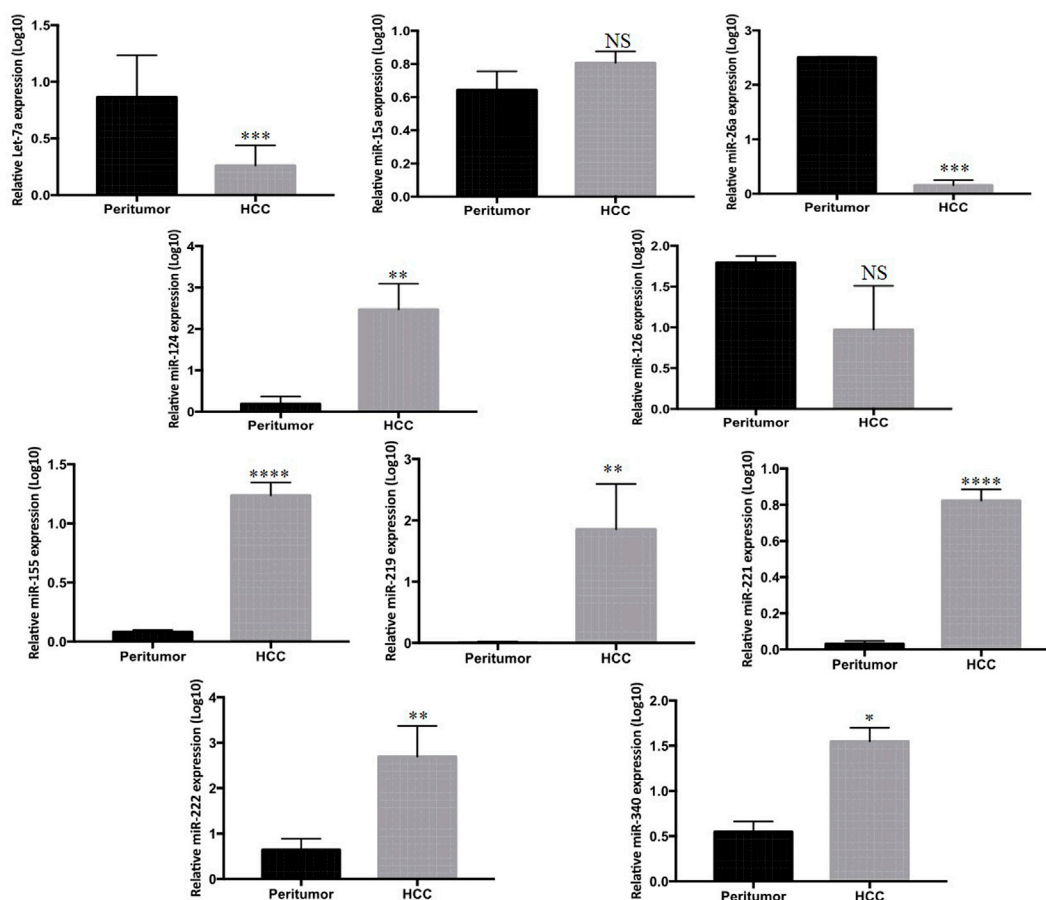 Relative Let-7a expression (Log10)
1.5
1.0
0.5
0.0
***
Peritumor
HCC
Relative miR-15a expression (Log10)
1.0
0.8
0.6
0.4
0.2
0.0
NS
Peritumor
HCC
Relative miR-26a expression (Log10)
3
2
1
0
***
Peritumor
HCC
Relative miR-124 expression (Log10)
4
3
2
1
0
**
Peritumor
HCC
Relative miR-126 expression (Log10)
2.0
1.5
1.0
0.5
0.0
NS
Peritumor
HCC
Relative miR-155 expression (Log10)
1.5
1.0
0.5
0.0
****
Peritumor
HCC
Relative miR-219 expression (Log10)
3
2
1
0
**
Peritumor
HCC
Relative miR-221 expression (Log10)
1.0
0.8
0.6
0.4
0.2
0.0
****
Peritumor
HCC
Relative miR-222 expression (Log10)
4
3
2
1
0
**
Peritumor
HCC
Relative miR-340 expression (Log10)
2.0
1.5
1.0
0.5
0.0
*
Peritumor
HCC